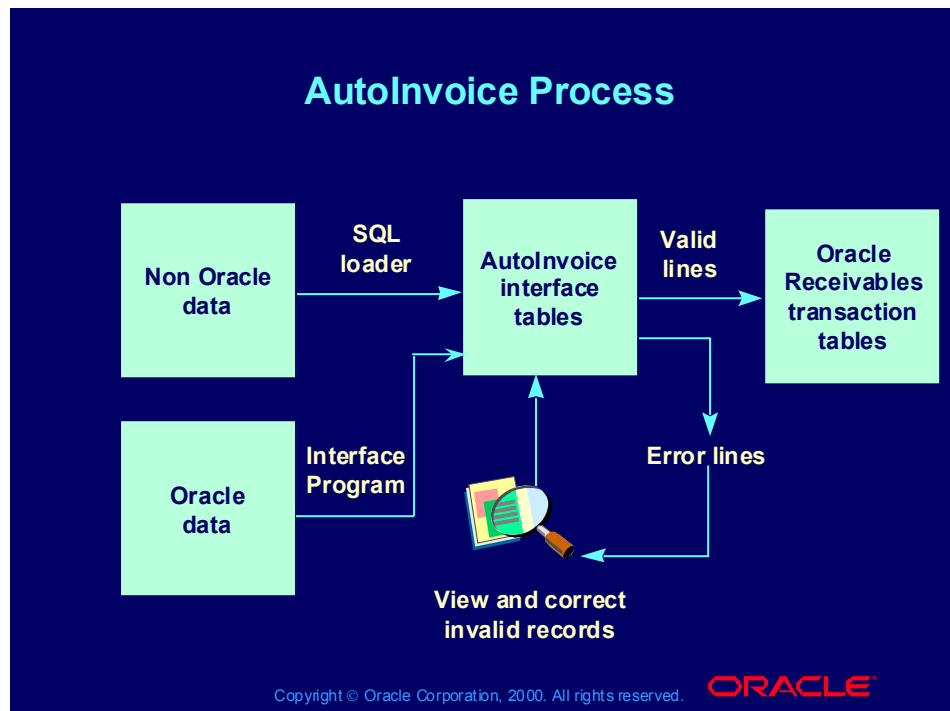 AutoInvoice Process
Non Oracle
data
SQL
loader
AutoInvoice
interface
tables
Valid
lines
Oracle
Receivables
transaction
tables
Oracle
data
Interface
Program
Error lines
View and correct
invalid records
Copyright © Oracle Corporation, 2000. All rights reserved.
ORACLE®